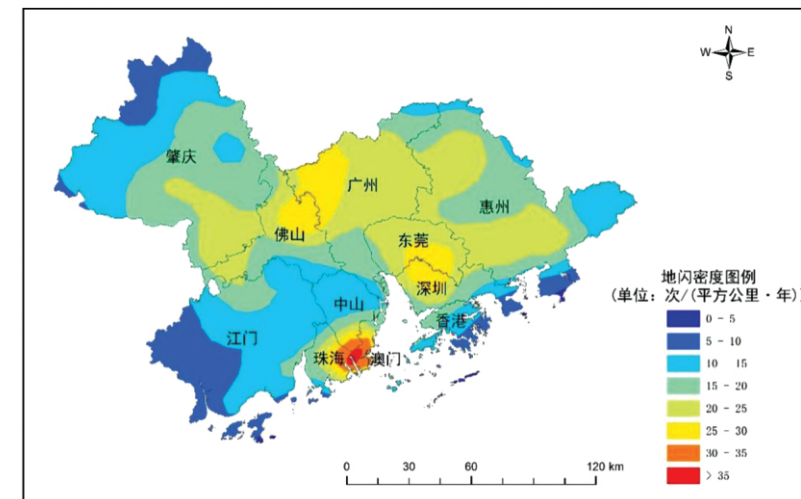 N
W E
S
肇庆
广州
惠州
佛山
东莞
深圳
中山
香港
江门
珠海 澳门
地闪密度图例
(单位：次/(平方公里·年))
0 - 5
5 - 10
10 15
15 - 20
20 - 25
25 - 30
30 - 35
> 35
0 30 60 120 km